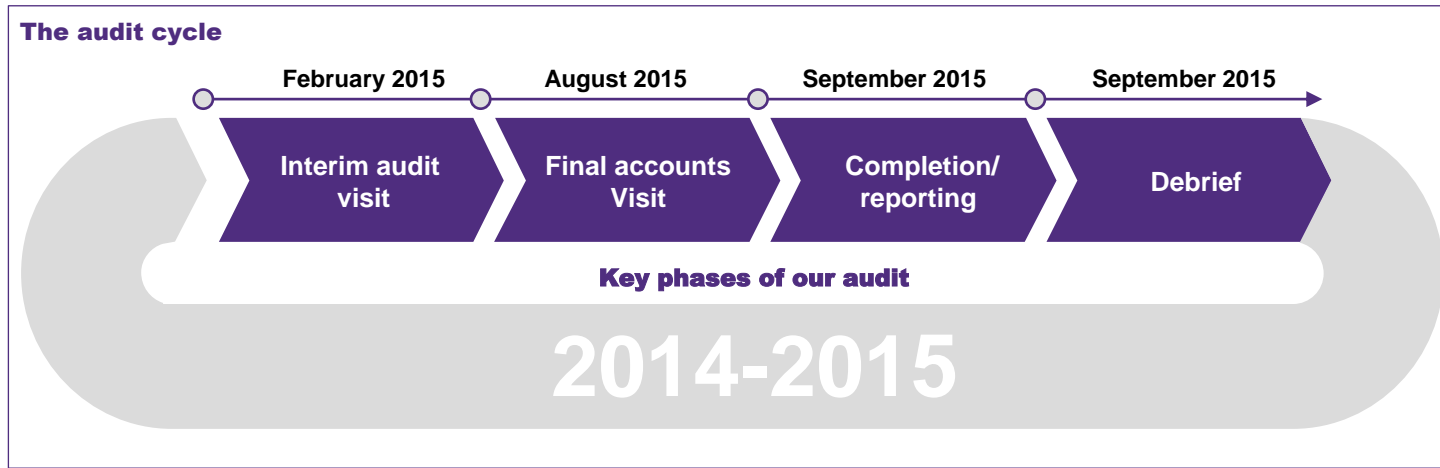 The audit cycle
February 2015
August 2015
September 2015
September 2015
Interim audit
visit
Final accounts
Visit
Completion/
reporting
Debrief
Key phases of our audit
2014-2015